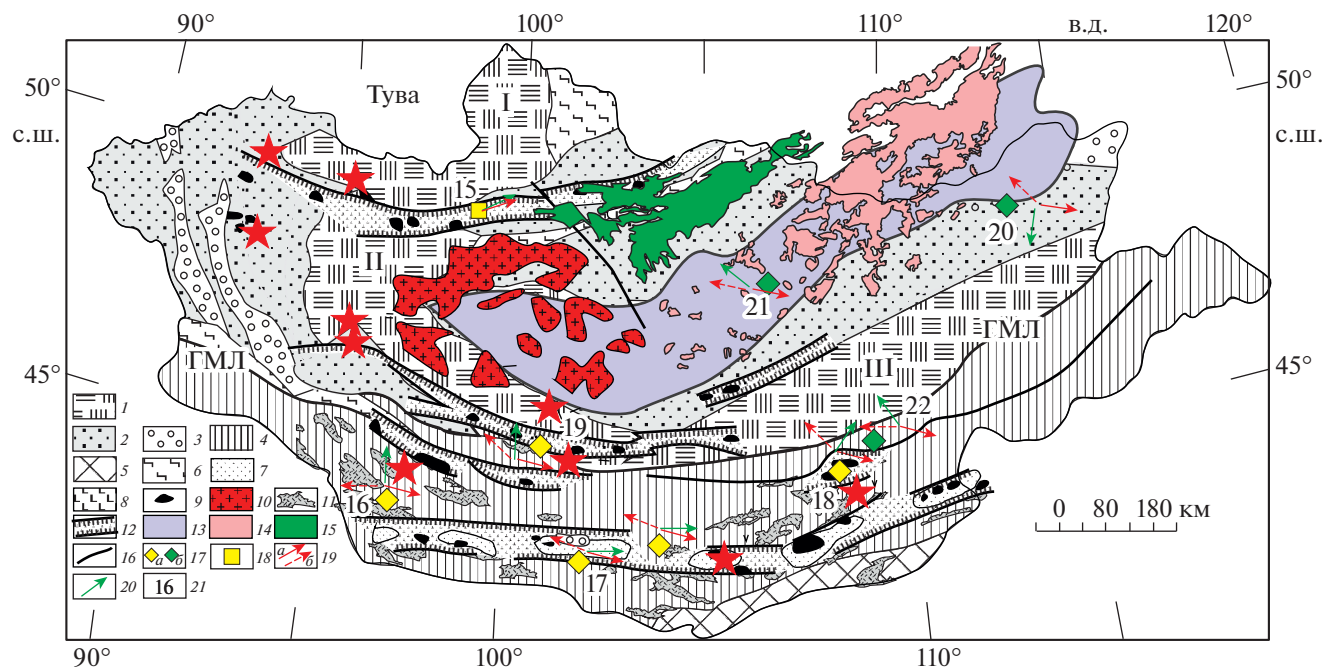 90° 100° 110° в.д. 120°
50° Тува I 50°
с.ш. с.ш.
15
II 20
21
ГМЛ ГМЛ
45° III 45°
1 19 22
2 3 4
5 6 7
8 9 10 11 16 18
12 13 14 15 0 80 180 км
16 а б 17 18 а б 19 17
20 16 21
90° 100° 110°